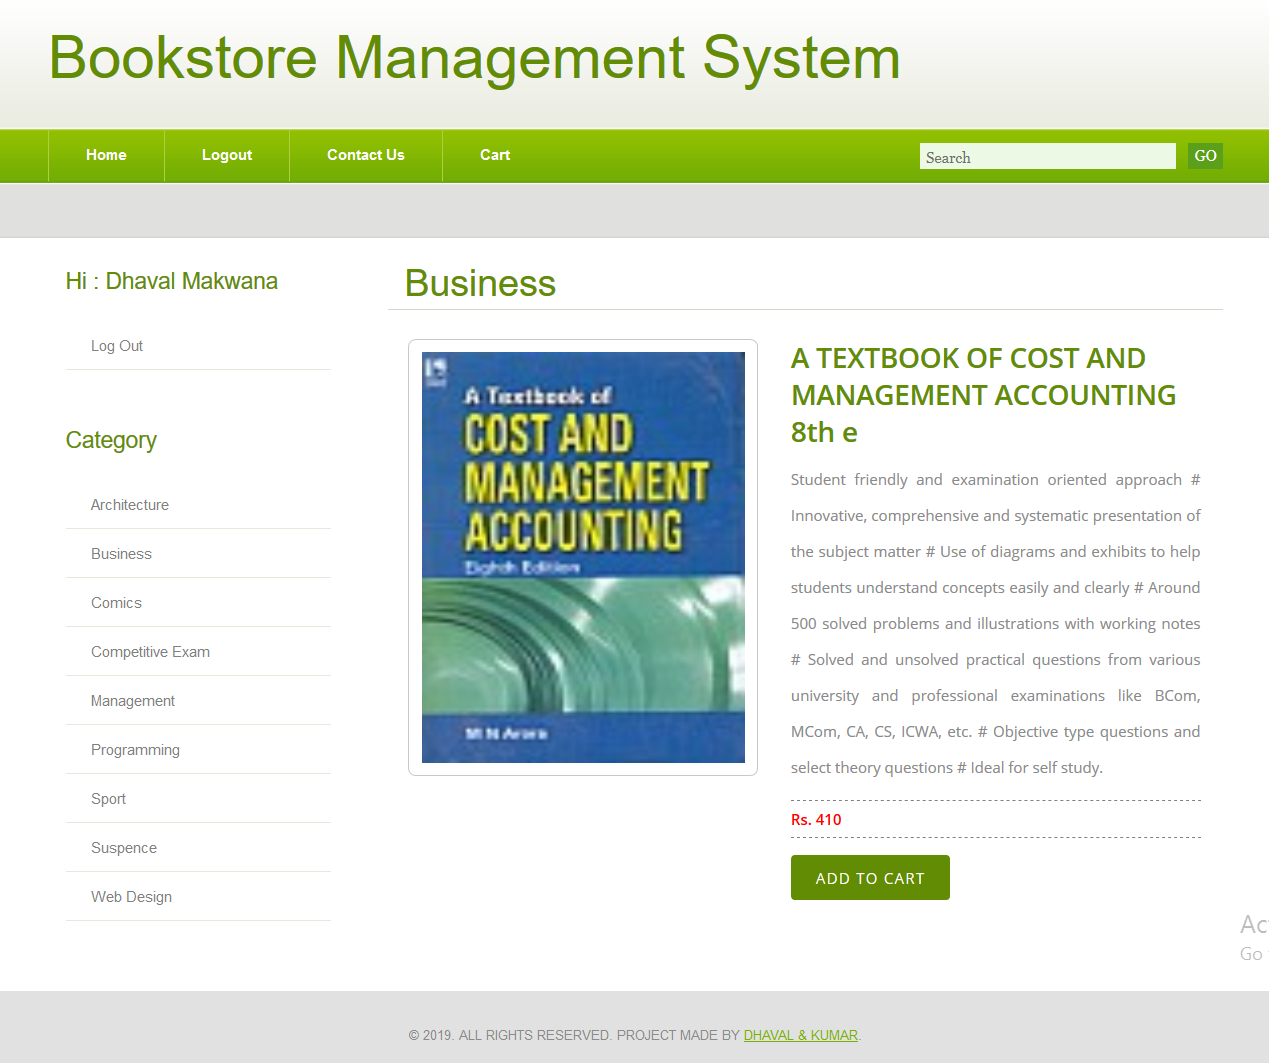 Bookstore Management System
Home Logout Contact Us Cart Search GO
Hi : Dhaval Makwana
Log Out
Category
Architecture
Business
Comics
Competitive Exam
Management
Programming
Sport
Suspence
Web Design
Business
A Textbook of
COST AND
MANAGEMENT
ACCOUNTING
Eighth Edition
M N Arora
A TEXTBOOK OF COST AND
MANAGEMENT ACCOUNTING
8th e
Student friendly and examination oriented approach #
Innovative, comprehensive and systematic presentation of
the subject matter # Use of diagrams and exhibits to help
students understand concepts easily and clearly # Around
500 solved problems and illustrations with working notes
# Solved and unsolved practical questions from various
university and professional examinations like BCom,
MCom, CA, CS, ICWA, etc. # Objective type questions and
select theory questions # Ideal for self study.
Rs. 410
ADD TO CART
Go
© 2019. ALL RIGHTS RESERVED. PROJECT MADE BY DHAVAL & KUMAR.